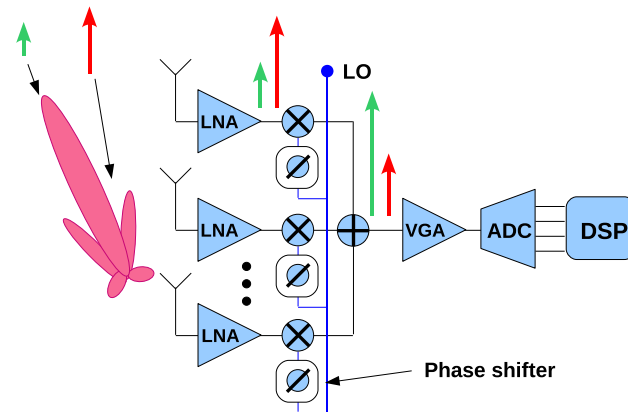 LO
LNA
LNA
VGA
ADC
DSP
LNA
Phase shifter